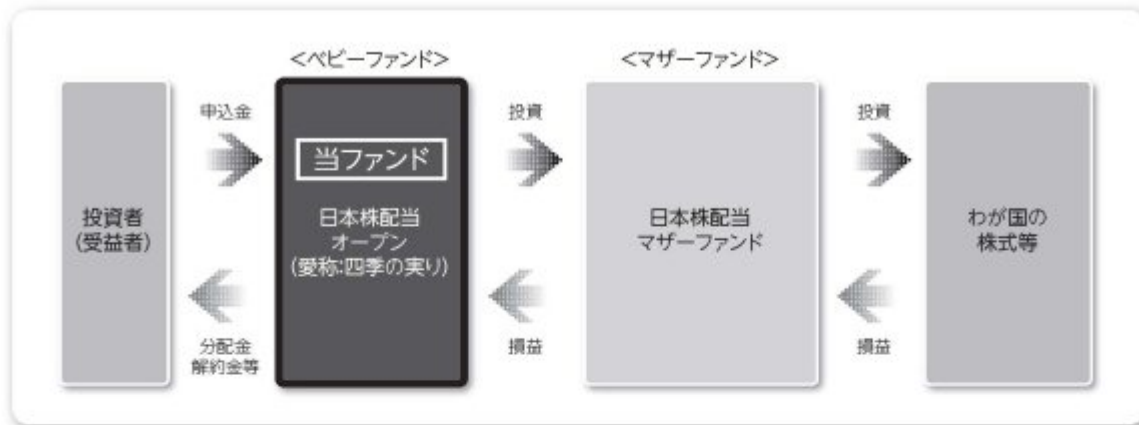 <ベビーファンド>
<マザーファンド>
申込金
投資
投資
当ファンド
投資者
(受益者)
日本株配当
オープン
(愛称:四季の実り)
日本株配当
マザーファンド
わが国の
株式等
分配金
解約金等
損益
損益